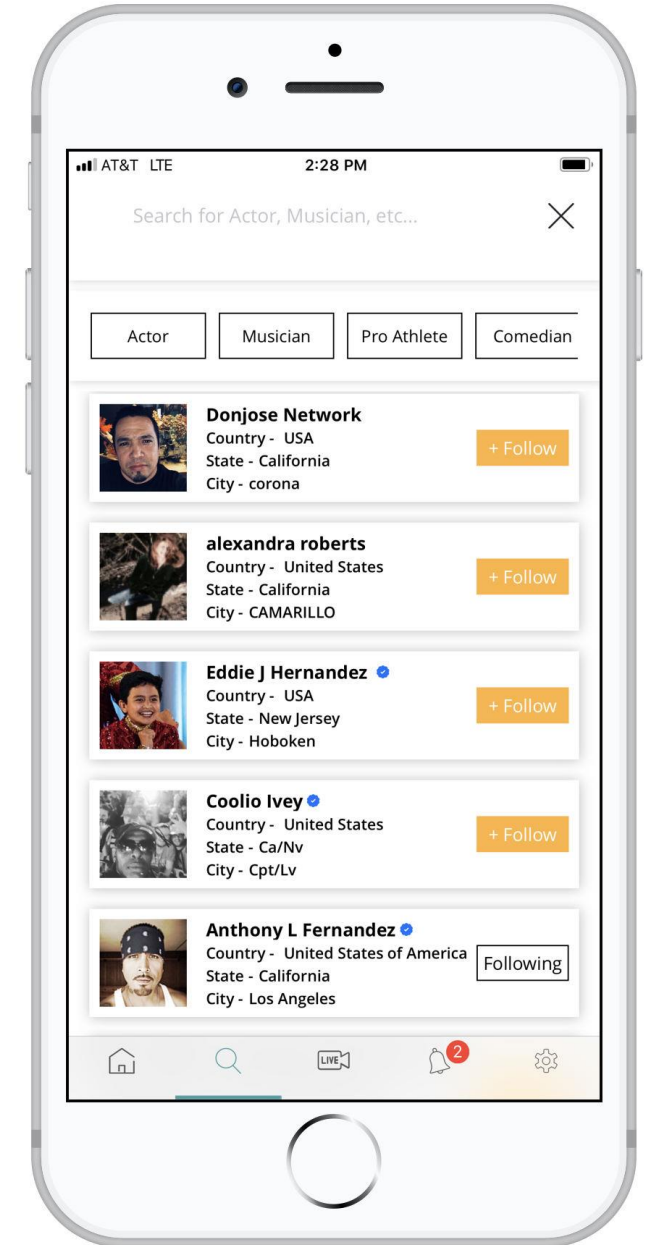 AT&T LTE 2:28 PM
Search for Actor, Musician, etc...
Actor Musician Pro Athlete Comedian
Donjose Network
Country - USA
State - California
City - corona
+ Follow
alexandra roberts
Country - United States
State - California
City - CAMARILLO
+ Follow
Eddie J Hernandez
Country - USA
State - New Jersey
City - Hoboken
+ Follow
Coolio Ivey
Country - United States
State - Ca/Nv
City - Cpt/Lv
+ Follow
Anthony L Fernandez
Country - United States of America
State - California
City - Los Angeles
Following
LIVE 2